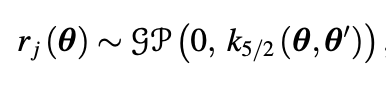 r_j(𝜽) ∼ 𝒢𝒫(0, k_{5/2}(𝜽, 𝜽′)),